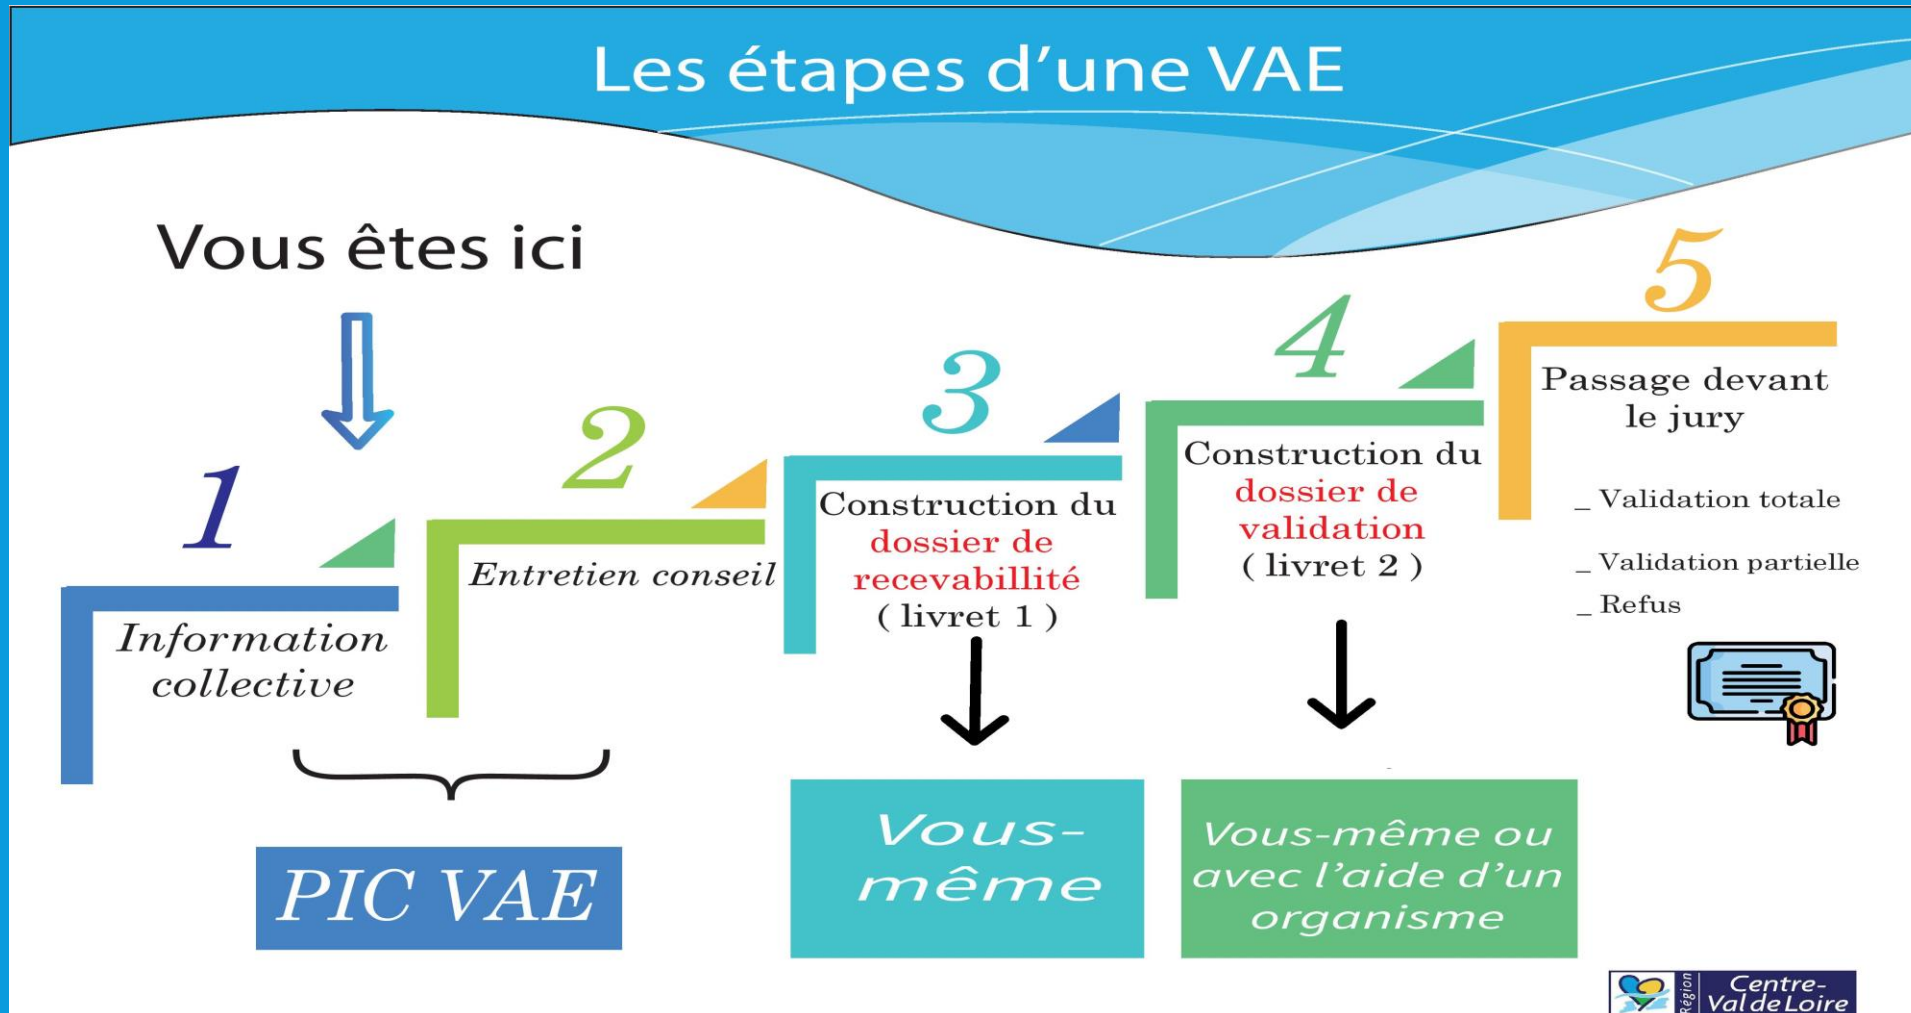 Les étapes d’une VAE
Vous êtes ici
1
Information
collective
2
Entretien conseil
PIC VAE
3
Construction du
dossier de
recevabillité
( livret 1 )
Vous-
même
4
Construction du
dossier de
validation
( livret 2 )
Vous-même ou
avec l’aide d’un
organisme
5
Passage devant
le jury
_ Validation totale
_ Validation partielle
_ Refus
Région
Centre-
Val de Loire